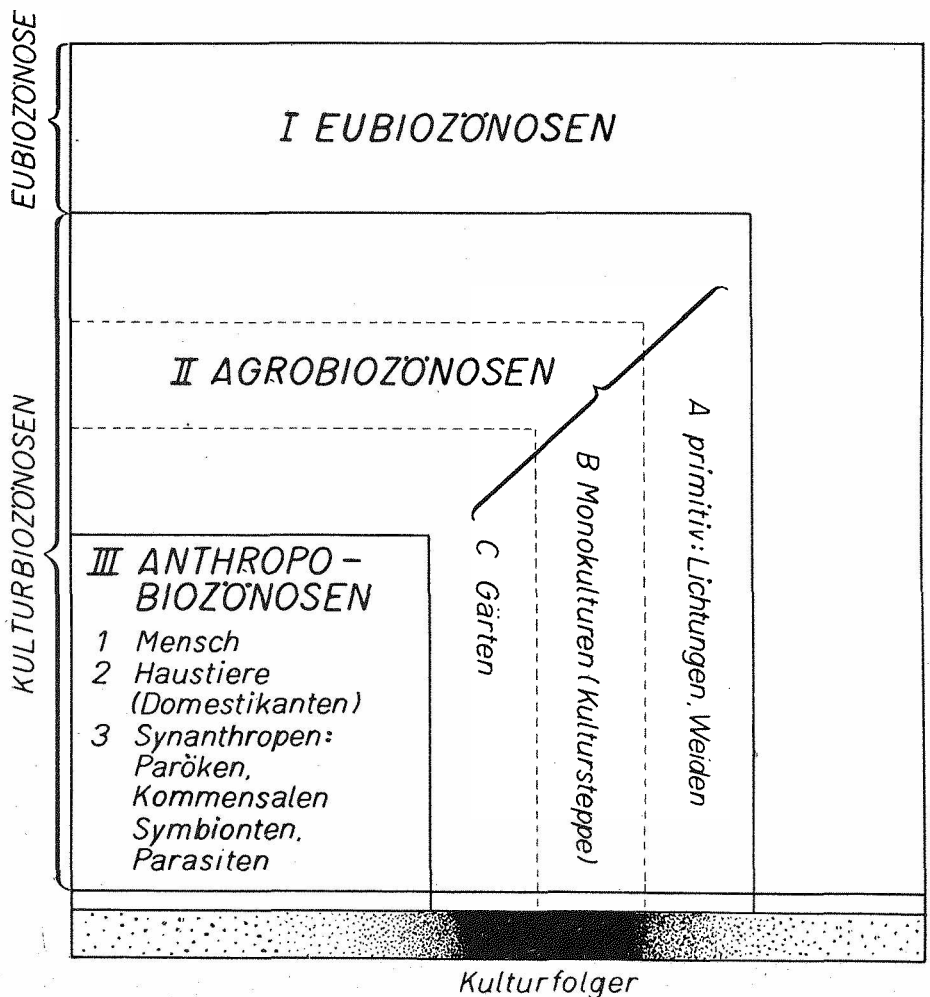 EUBIOZÖNOSE
I EUBIOZÖNOSEN
KULTURBIOZÖNOSEN
II AGROBIOZÖNOSEN
A primitiv: Lichtungen, Weiden
B Monokulturen (Kultursteppe)
C Gärten
III ANTHROPO-
BIOZÖNOSEN
1 Mensch
2 Haustiere
(Domestikanten)
3 Synanthropen:
Paröken,
Kommensalen
Symbionten,
Parasiten
Kulturfolger